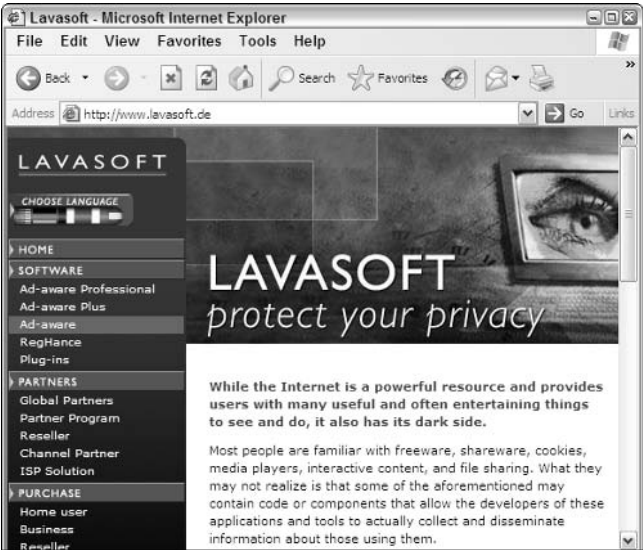 Lavasoft - Microsoft Internet Explorer
File Edit View Favorites Tools Help
Back Search Favorites »
Address http://www.lavasoft.de Go Links
LAVASOFT
CHOOSE LANGUAGE
HOME
SOFTWARE
Ad-aware Professional
Ad-aware Plus
Ad-aware
RegHance
Plug-ins
PARTNERS
Global Partners
Partner Program
Reseller
Channel Partner
ISP Solution
PURCHASE
Home user
Business
Reseller
LAVASOFT
protect your privacy
While the Internet is a powerful resource and provides
users with many useful and often entertaining things
to see and do, it also has its dark side.
Most people are familiar with freeware, shareware, cookies,
media players, interactive content, and file sharing. What they
may not realize is that some of the aforementioned may
contain code or components that allow the developers of these
applications and tools to actually collect and disseminate
information about those using them.